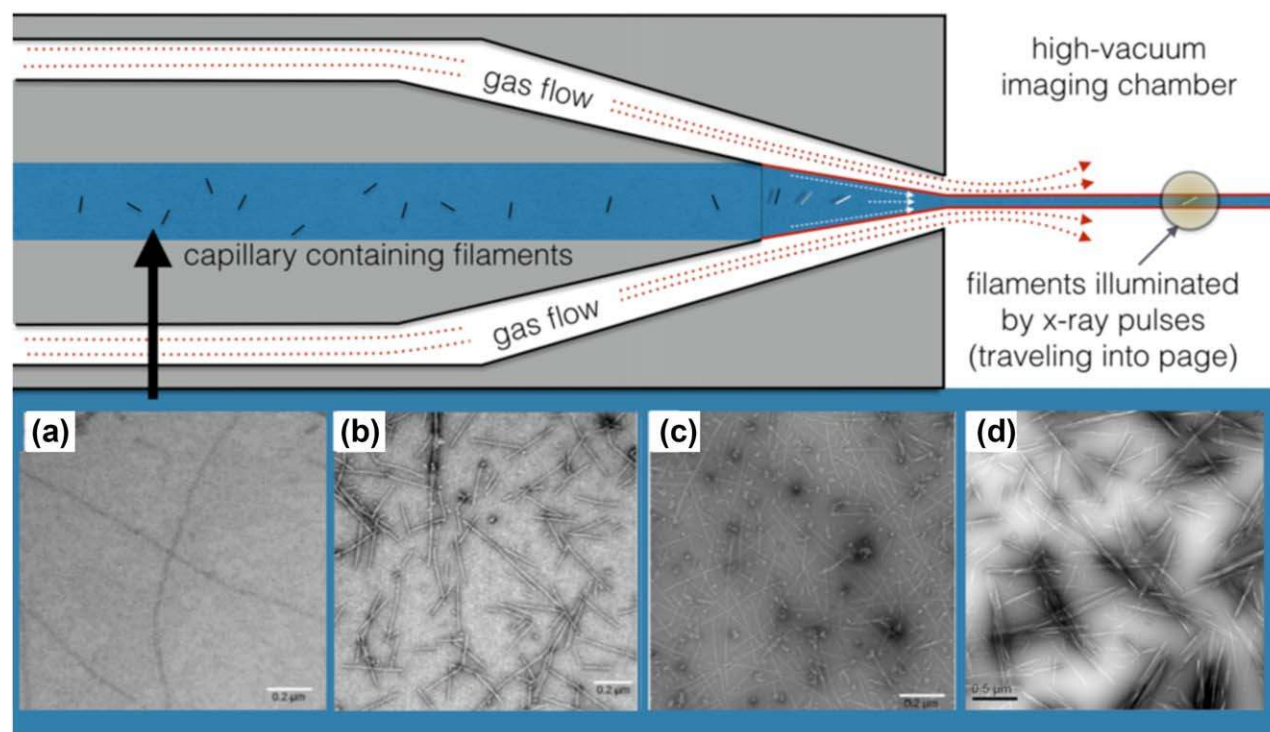 gas flow
high-vacuum
imaging chamber
capillary containing filaments
gas flow
filaments illuminated
by x-ray pulses
(traveling into page)
(a)
(b)
(c)
(d)
0.2 µm
0.2 µm
0.2 µm
0.5 µm